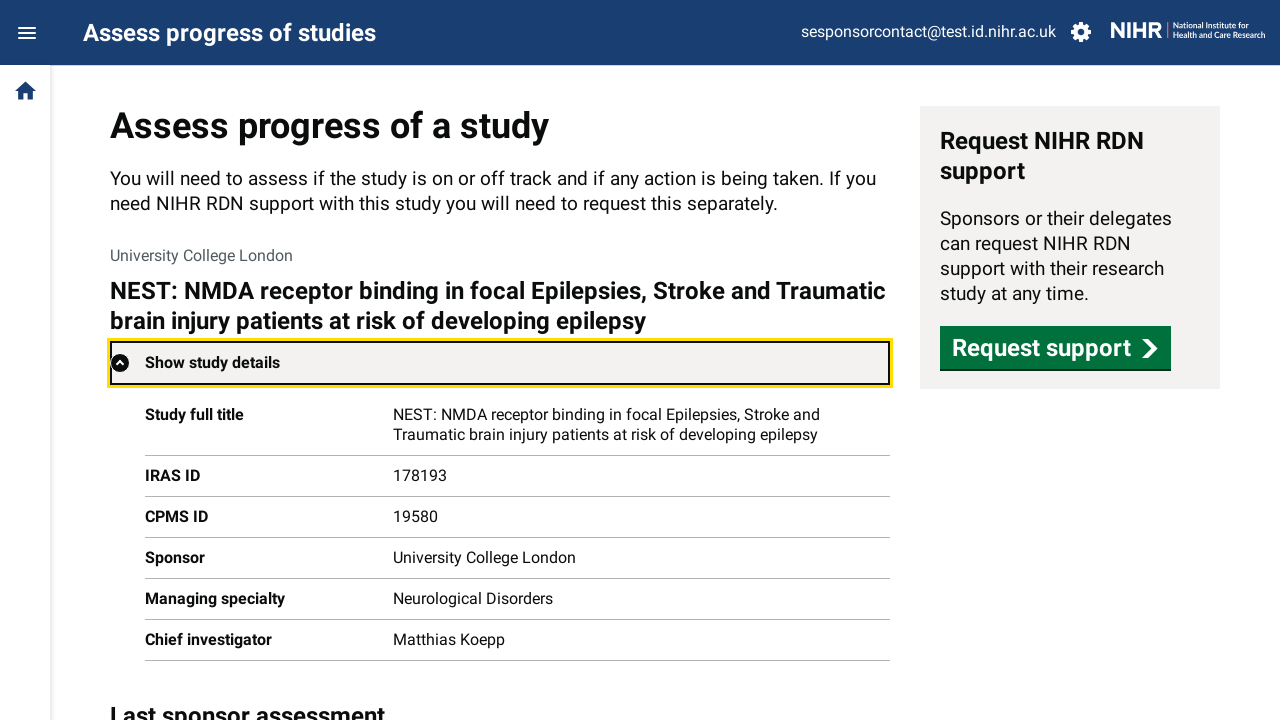 Assess progress of studies
sesponsorcontact@test.id.nihr.ac.uk
NIHR
National Institute for
Health and Care Research
Assess progress of a study
You will need to assess if the study is on or off track and if any action is being taken. If you
need NIHR RDN support with this study you will need to request this separately.
University College London
NEST: NMDA receptor binding in focal Epilepsies, Stroke and Traumatic
brain injury patients at risk of developing epilepsy
Show study details
Study full title
NEST: NMDA receptor binding in focal Epilepsies, Stroke and
Traumatic brain injury patients at risk of developing epilepsy
IRAS ID
178193
CPMS ID
19580
Sponsor
University College London
Managing specialty
Neurological Disorders
Chief investigator
Matthias Koepp
Last sponsor assessment
Request NIHR RDN
support
Sponsors or their delegates
can request NIHR RDN
support with their research
study at any time.
Request support